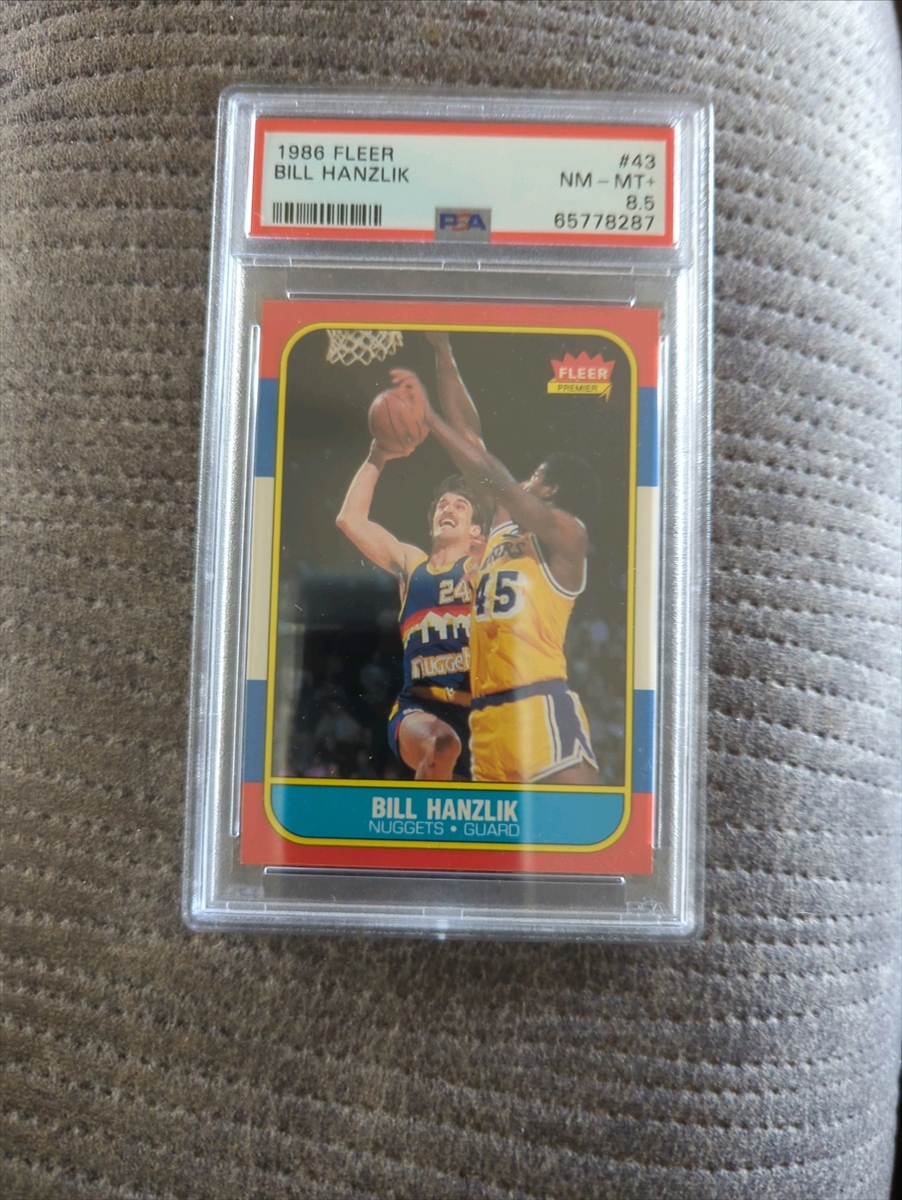 1986 FLEER #43
BILL HANZLIK NM - MT+
8.5
PSA 65778287
FLEER
PREMIER
24
45
NUGGETS
BILL HANZLIK
NUGGETS • GUARD